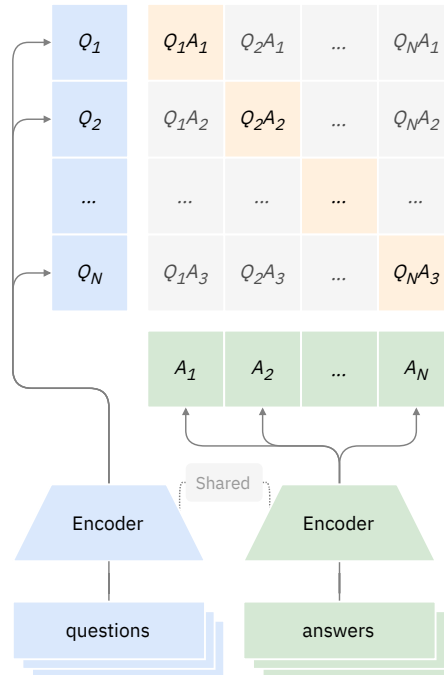 Q1 Q1A1 Q2A1 ... QNA1
Q2 Q1A2 Q2A2 ... QNA2
... ... ... ... ...
QN Q1A3 Q2A3 ... QNA3
A1 A2 ... AN
Shared
Encoder Encoder
questions answers